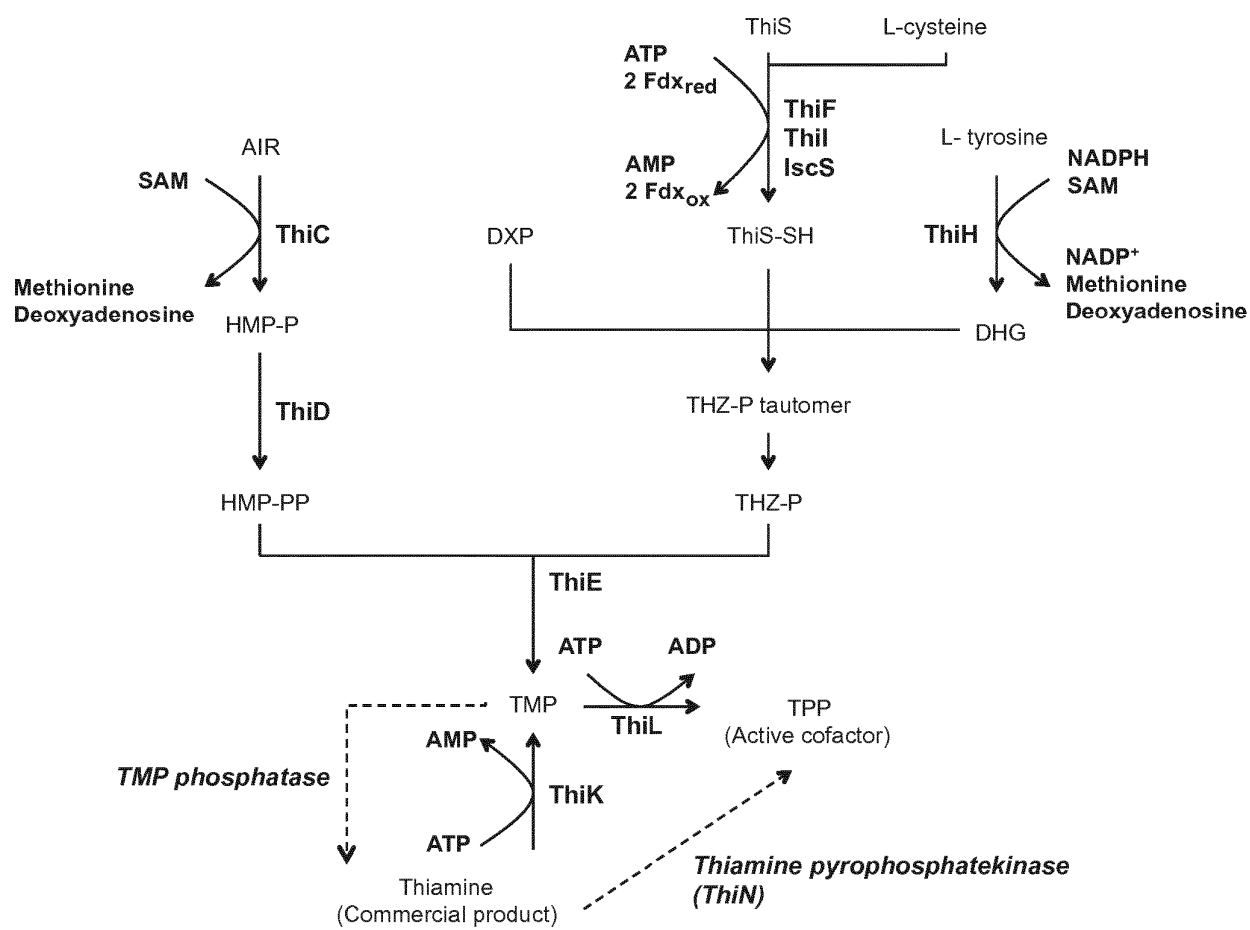 ThiS
L-cysteine
ATP
2 Fdxred
ThiF
ThiI
IscS
AMP
2 Fdxox
AIR
SAM
ThiC
Methionine
Deoxyadenosine
HMP-P
L- tyrosine
NADPH
SAM
ThiH
NADP+
Methionine
Deoxyadenosine
DHG
DXP
ThiS-SH
ThiD
THZ-P tautomer
HMP-PP
THZ-P
ThiE
ATP
ADP
TMP
ThiL
TPP
(Active cofactor)
AMP
TMP phosphatase
ThiK
ATP
Thiamine
(Commercial product)
Thiamine pyrophosphatekinase
(ThiN)